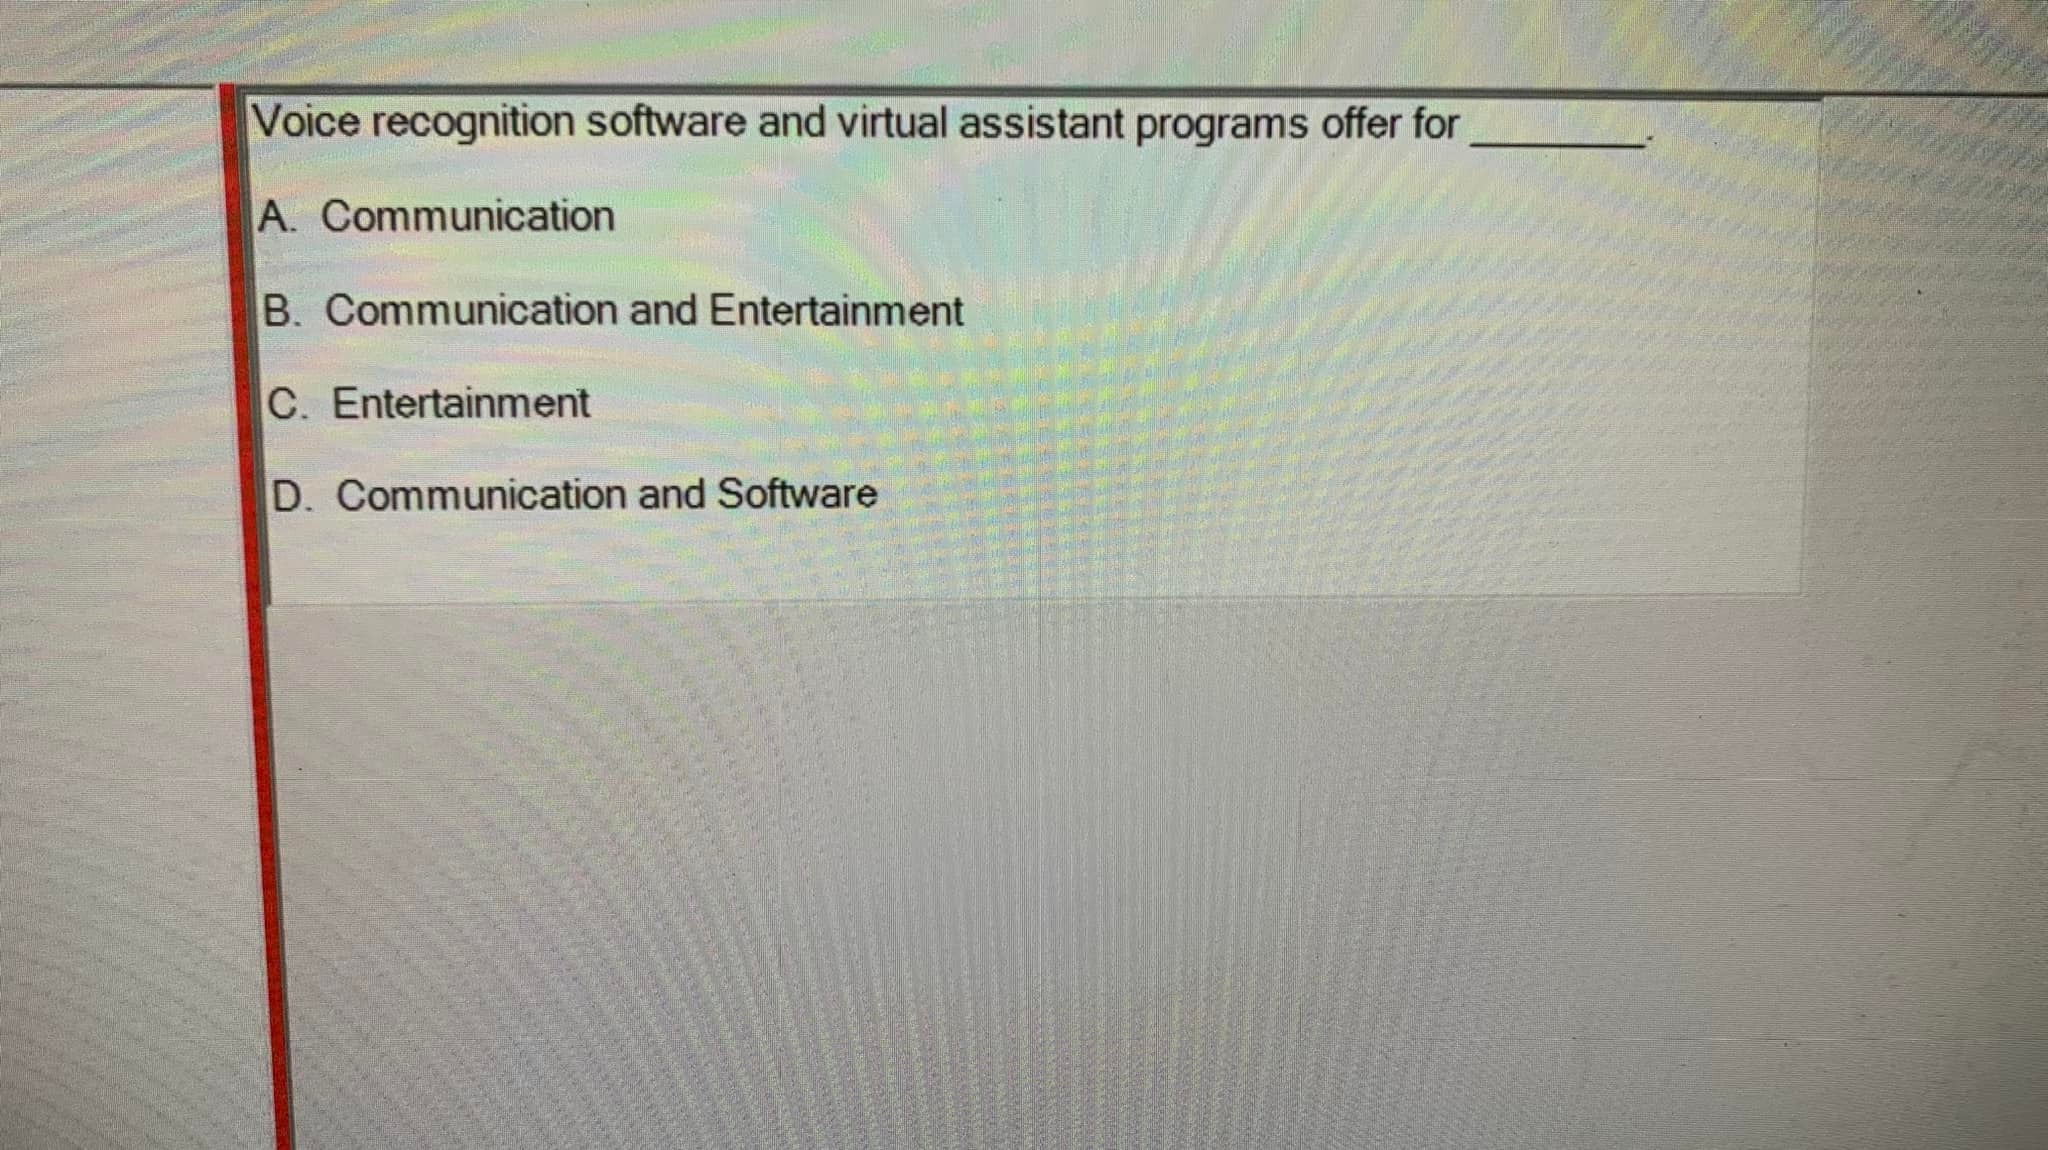 Voice recognition software and virtual assistant programs offer for ________.
A. Communication
B. Communication and Entertainment
C. Entertainment
D. Communication and Software